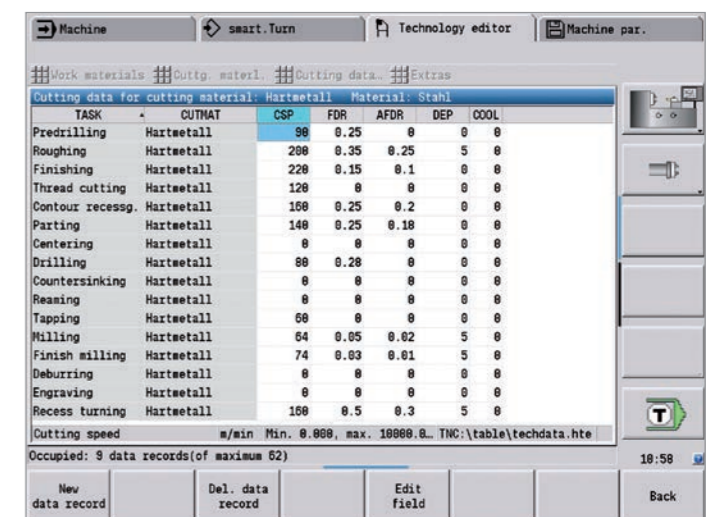 Machine smart.Turn Technology editor Machine par.
Work materials Cuttg. materl. Cutting data… Extras
Cutting data for cutting material: Hartmetall Material: Stahl
TASK CUTMAT CSP FDR AFDR DEP COOL
Predrilling Hartmetall 90 0.25 0 0 0
Roughing Hartmetall 200 0.35 0.25 5 0
Finishing Hartmetall 220 0.15 0.1 0 0
Thread cutting Hartmetall 120 0 0 0 0
Contour recessg. Hartmetall 160 0.25 0.2 0 0
Parting Hartmetall 140 0.25 0.18 0 0
Centering Hartmetall 0 0 0 0 0
Drilling Hartmetall 80 0.28 0 0 0
Countersinking Hartmetall 0 0 0 0 0
Reaming Hartmetall 0 0 0 0 0
Tapping Hartmetall 60 0 0 0 0
Milling Hartmetall 64 0.05 0.02 5 0
Finish milling Hartmetall 74 0.03 0.01 5 0
Deburring Hartmetall 0 0 0 0 0
Engraving Hartmetall 0 0 0 0 0
Recess turning Hartmetall 160 0.5 0.3 5 0
Cutting speed m/min Min. 0.000, max. 10000.0… TNC:\table\techdata.hte
Occupied: 9 data records(of maximum 62)
T
10:58
New data record
Del. data record
Edit field
Back